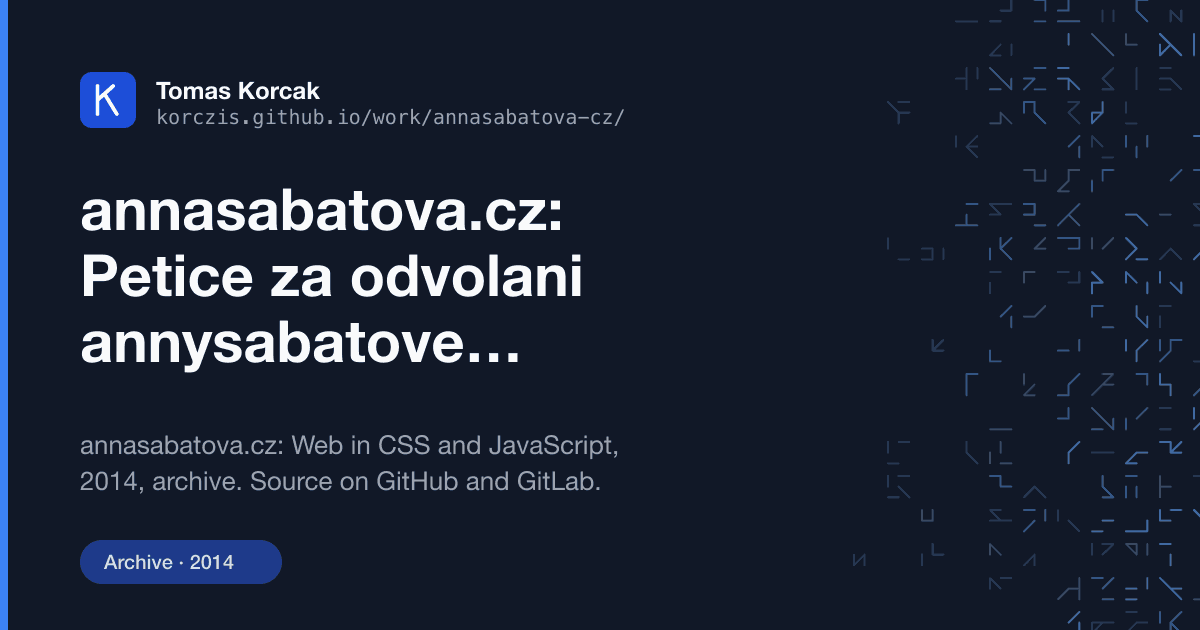 K
Tomas Korcak
korczis.github.io/work/annasabatova-cz/
annasabatova.cz:
Petice za odvolani
annysabatove…
annasabatova.cz: Web in CSS and JavaScript,
2014, archive. Source on GitHub and GitLab.
Archive · 2014